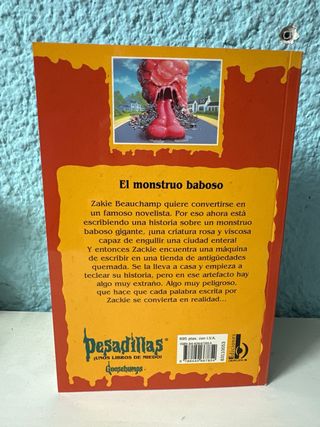 El monstruo baboso
Zakie Beauchamp quiere convertirse en
un famoso novelista. Por eso ahora está
escribiendo una historia sobre un monstruo
baboso gigante, ¡una criatura rosa y viscosa
capaz de engullir una ciudad entera!
Y entonces Zackie encuentra una máquina
de escribir en una tienda de antigüedades
quemada. Se la lleva a casa y empieza a
teclear su historia, pero en ese artefacto hay
algo muy extraño. Algo muy peligroso,
que hace que cada palabra escrita por
Zackie se convierta en realidad...
Pesadillas
¡UNOS LIBROS DE MIEDO!
Goosebumps
695 ptas. con I.V.A.